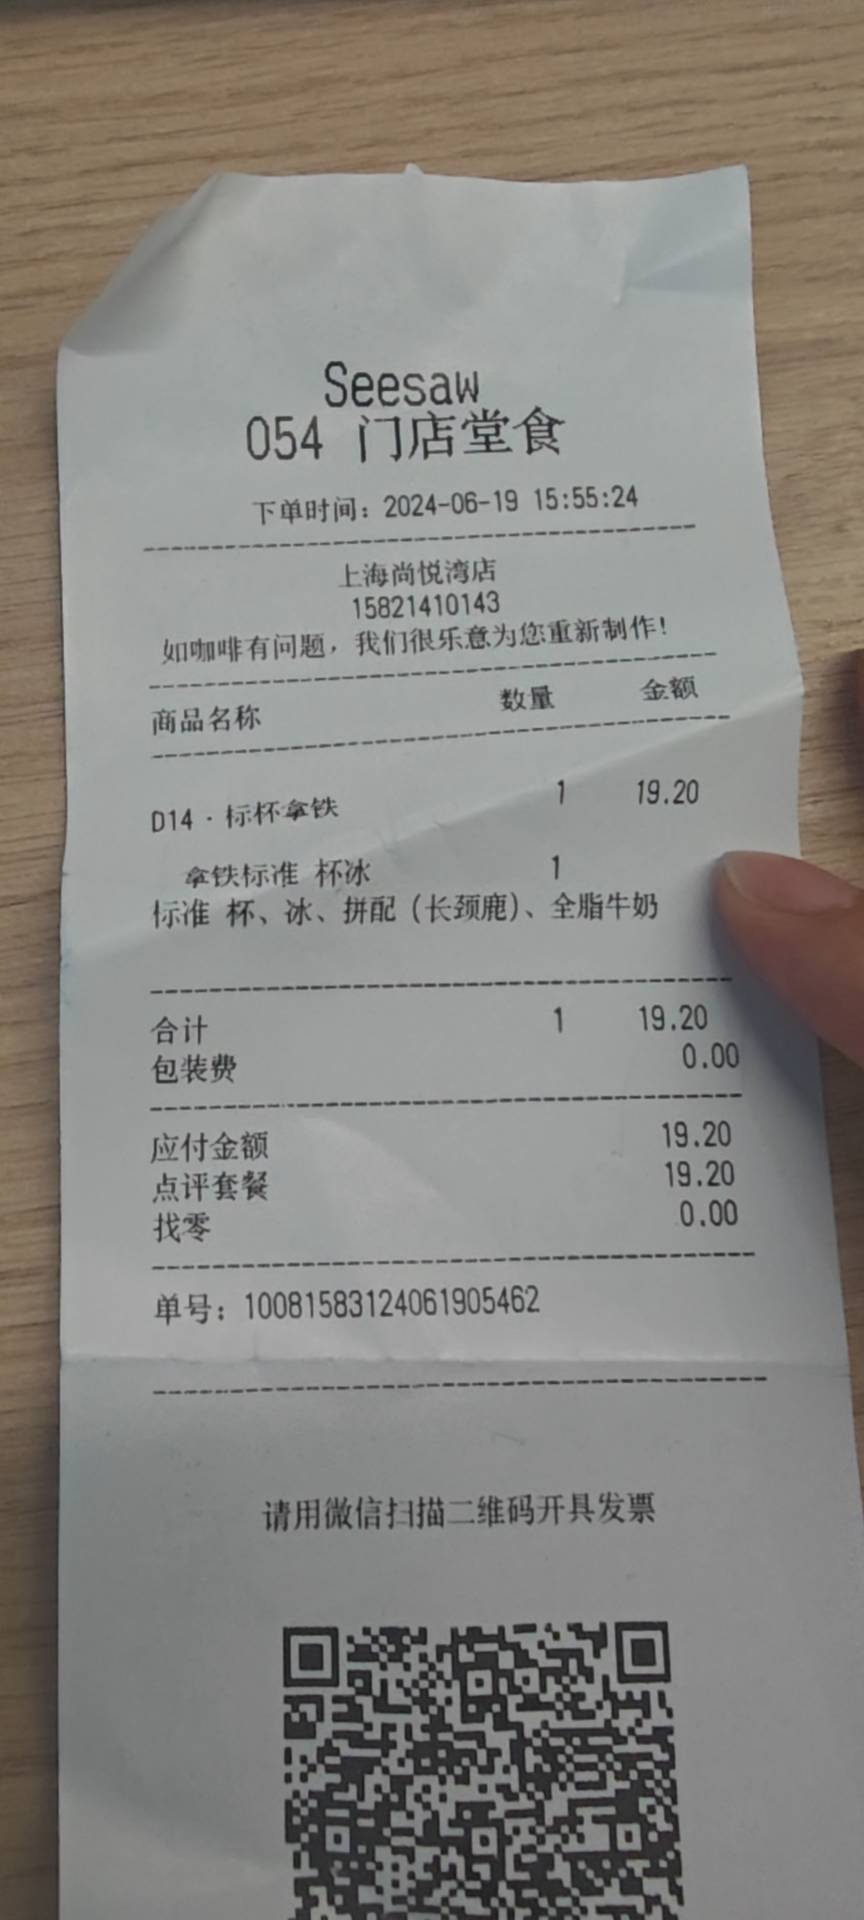 Seesaw
054 门店堂食
下单时间：2024-06-19 15:55:24
上海尚悦湾店
15821410143
如咖啡有问题，我们很乐意为您重新制作！
商品名称 数量 金额
D14·标杯拿铁 1 19.20
拿铁标准 杯冰 1
标准 杯、冰、拼配（长颈鹿）、全脂牛奶
合计 1 19.20
包装费 0.00
应付金额 19.20
点评套餐 19.20
找零 0.00
单号：10081583124061905462
请用微信扫描二维码开具发票